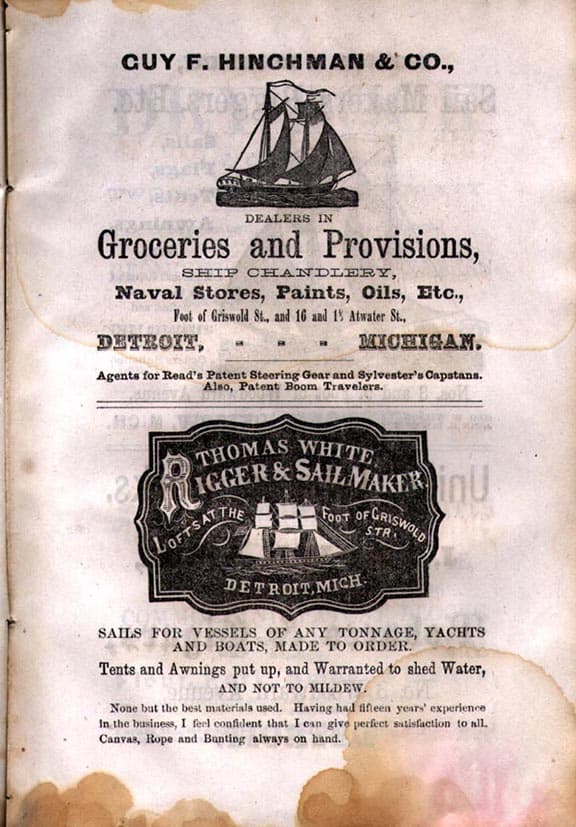 GUY F. HINCHMAN & CO.,
DEALERS IN
Groceries and Provisions,
SHIP CHANDLERY,
Naval Stores, Paints, Oils, Etc.,
Foot of Griswold St., and 16 and Atwater St.,
DETROIT, - - - MICHIGAN.
Agents for Read's Patent Steering Gear and Sylvester's Capstans.
Also, Patent Boom Travelers.
THOMAS WHITE,
RIGGER & SAIL MAKER
LOFTS AT THE FOOT OF GRISWOLD STR.
DETROIT, MICH.
SAILS FOR VESSELS OF ANY TONNAGE, YACHTS
AND BOATS, MADE TO ORDER.
Tents and Awnings put up, and Warranted to shed Water,
AND NOT TO MILDEW.
None but the best materials used. Having had fifteen years' experience
in the business, I feel confident that I can give perfect satisfaction to all.
Canvas, Rope and Bunting always on hand.